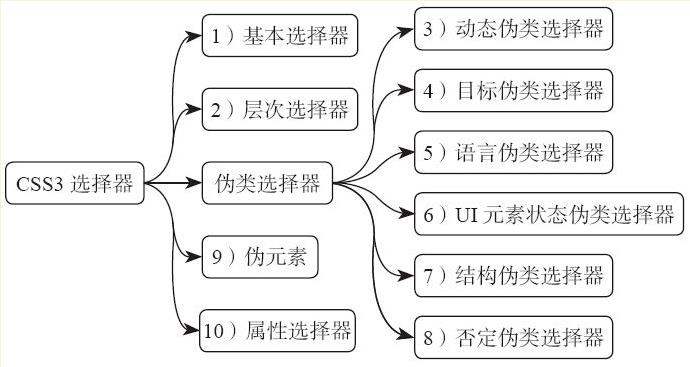 CSS3 选择器
1）基本选择器
2）层次选择器
伪类选择器
3）动态伪类选择器
4）目标伪类选择器
5）语言伪类选择器
6）UI 元素状态伪类选择器
7）结构伪类选择器
8）否定伪类选择器
9）伪元素
10）属性选择器